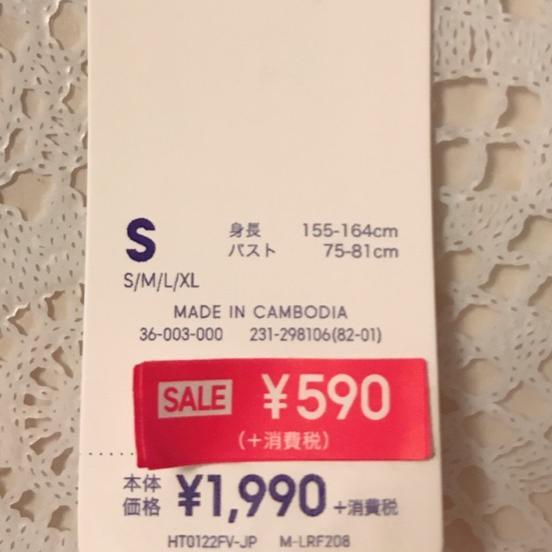 S 身長 155-164cm
バスト 75-81cm
S/M/L/XL
MADE IN CAMBODIA
36-003-000 231-298106(82-01)
SALE ¥590
(+消費税)
本体価格 ¥1,990 +消費税
HT0122FV-JP M-LRF208